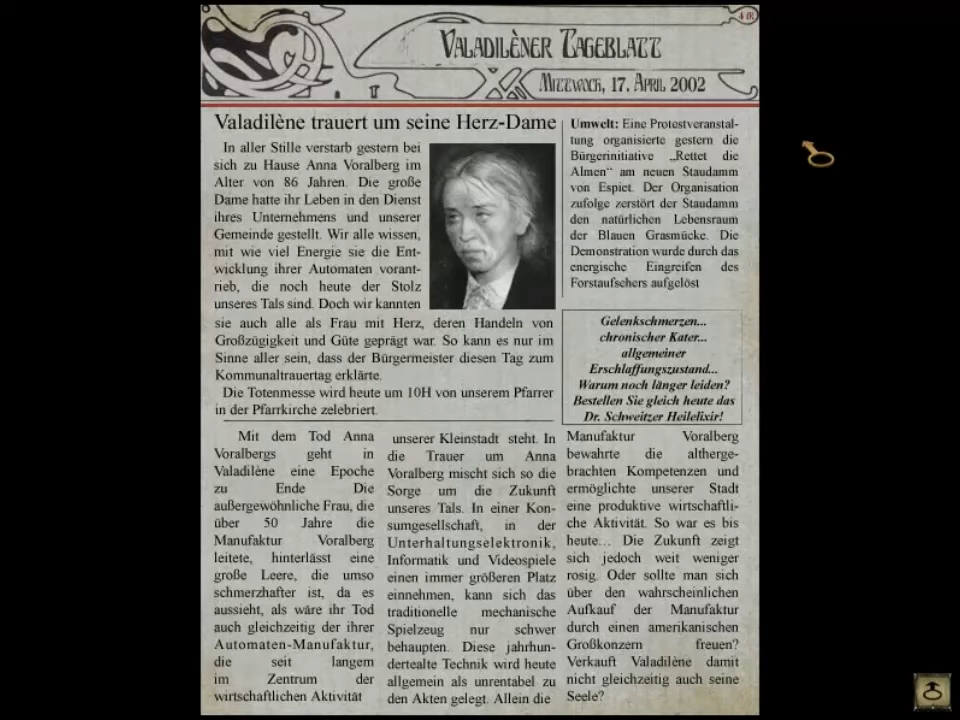 VALADILÈNER TAGEBLATT
MITTWOCH, 17. APRIL 2002
Valadilène trauert um seine Herz-Dame
In aller Stille verstarb gestern bei
sich zu Hause Anna Voralberg im
Alter von 86 Jahren. Die große
Dame hatte ihr Leben in den Dienst
ihres Unternehmens und unserer
Gemeinde gestellt. Wir alle wissen,
mit wie viel Energie sie die Ent-
wicklung ihrer Automaten vorant-
rieb, die noch heute der Stolz
unseres Tals sind. Doch wir kannten
sie auch alle als Frau mit Herz, deren Handeln von
Großzügigkeit und Güte geprägt war. So kann es nur im
Sinne aller sein, dass der Bürgermeister diesen Tag zum
Kommunaltrauertag erklärte.
Die Totenmesse wird heute um 10H von unserem Pfarrer
in der Pfarrkirche zelebriert.
Umwelt: Eine Protestveranstal-
tung organisierte gestern die
Bürgerinitiative „Rettet die
Almen“ am neuen Staudamm
von Espiet. Der Organisation
zufolge zerstört der Staudamm
den natürlichen Lebensraum
der Blauen Grasmücke. Die
Demonstration wurde durch das
energische Eingreifen des
Forstaufsehers aufgelöst
Gelenkschmerzen...
chronischer Kater...
allgemeiner
Erschlaffungszustand...
Warum noch länger leiden?
Bestellen Sie gleich heute das
Dr. Schweitzer Heilelixir!
Mit dem Tod Anna
Voralbergs geht in
Valadilène eine Epoche
zu Ende Die
außergewöhnliche Frau, die
über 50 Jahre die
Manufaktur Voralberg
leitete, hinterlässt eine
große Leere, die umso
schmerzhafter ist, da es
aussieht, als wäre ihr Tod
auch gleichzeitig der ihrer
Automaten-Manufaktur,
die seit langem
im Zentrum der
wirtschaftlichen Aktivität
unserer Kleinstadt steht. In
die Trauer um Anna
Voralberg mischt sich so die
Sorge um die Zukunft
unseres Tals. In einer Kon-
sumgesellschaft, in der
Unterhaltungselektronik,
Informatik und Videospiele
einen immer größeren Platz
einnehmen, kann sich das
traditionelle mechanische
Spielzeug nur schwer
behaupten. Diese jahrhun-
dertealte Technik wird heute
allgemein als unrentabel zu
den Akten gelegt. Allein die
Manufaktur Voralberg
bewahrte die altherge-
brachten Kompetenzen und
ermöglichte unserer Stadt
eine produktive wirtschaftli-
che Aktivität. So war es bis
heute... Die Zukunft zeigt
sich jedoch weit weniger
rosig. Oder sollte man sich
über den wahrscheinlichen
Aufkauf der Manufaktur
durch einen amerikanischen
Großkonzern freuen?
Verkauft Valadilène damit
nicht gleichzeitig auch seine
Seele?